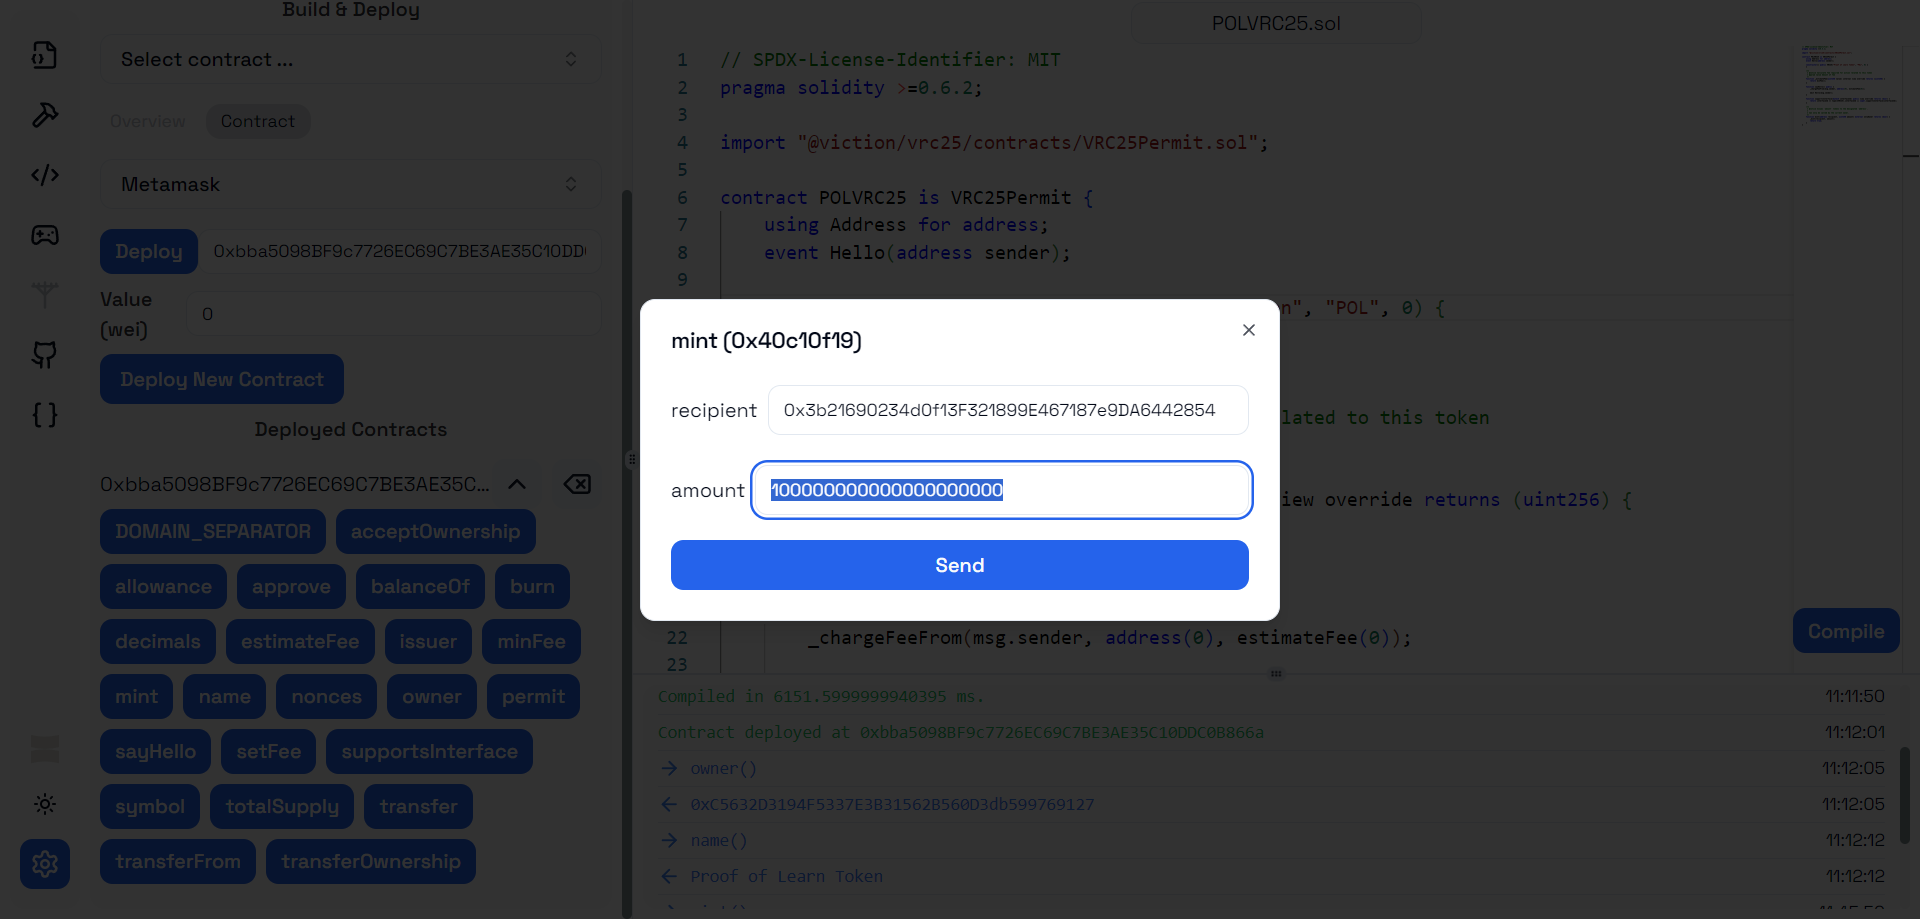 Build & Deploy
Select contract ...
Overview Contract
Metamask
Deploy 0xbba5098BF9c7726EC69C7BE3AE35C10DD
Value
(wei)
0
Deploy New Contract
Deployed Contracts
0xbba5098BF9c7726EC69C7BE3AE35C...
DOMAIN_SEPARATOR acceptOwnership
allowance approve balanceOf burn
decimals estimateFee issuer minFee
mint name nonces owner permit
sayHello setFee supportsInterface
symbol totalSupply transfer
transferFrom transferOwnership
POLVRC25.sol
1 // SPDX-License-Identifier: MIT
2 pragma solidity >=0.6.2;
3
4 import "@viction/vrc25/contracts/VRC25Permit.sol";
5
6 contract POLVRC25 is VRC25Permit {
7 using Address for address;
8 event Hello(address sender);
9
n", "POL", 0) {
lated to this token
iew override returns (uint256) {
22 _chargeFeeFrom(msg.sender, address(0), estimateFee(0));
23
Compile
mint (0x40c10f19)
recipient 0x3b21690234d0f13F321899E467187e9DA6442854
amount 100000000000000000000
Send
Compiled in 6151.5999999940395 ms. 11:11:50
Contract deployed at 0xbba5098BF9c7726EC69C7BE3AE35C10DDC0B866a 11:12:01
→ owner() 11:12:05
← 0xC5632D3194F5337E3B31562B560D3db599769127 11:12:05
→ name() 11:12:12
← Proof of Learn Token 11:12:12